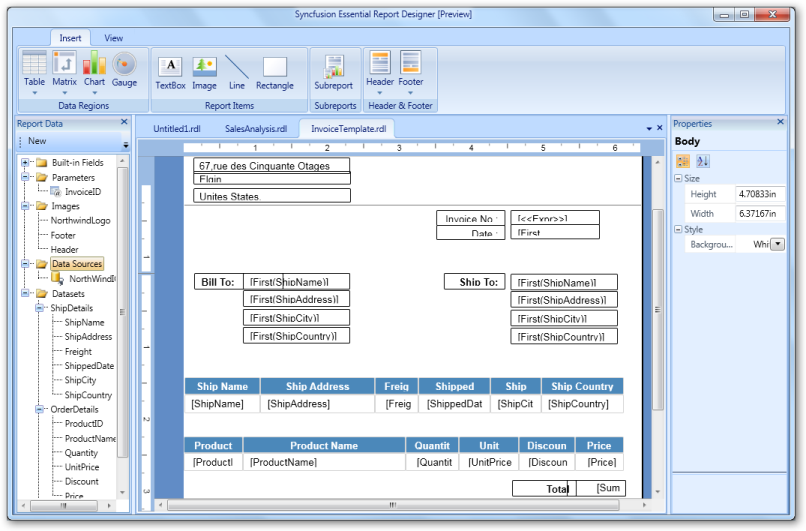 Syncfusion Essential Report Designer [Preview]
Insert View
Table Matrix Chart Gauge TextBox Image Line Rectangle Subreport Header Footer
Data Regions Report Items Subreports Header & Footer
Report Data
New
Built-in Fields
Parameters
InvoiceID
Images
NorthwindLogo
Footer
Header
Data Sources
NorthWindI
Datasets
ShipDetails
ShipName
ShipAddress
Freight
ShippedDate
ShipCity
ShipCountry
OrderDetails
ProductID
ProductName
Quantity
UnitPrice
Discount
Price
Untitled1.rdl SalesAnalysis.rdl InvoiceTemplate.rdl
1 2 3 4 5 6
1
1
2
3
67,rue des Cinquante Otages
Elgin
Unites States.
Invoice No : [<<Expr>>]
Date : [First
Bill To: [First(ShipName)] Ship To: [First(ShipName)]
[First(ShipAddress)] [First(ShipAddress)]
[First(ShipCity)] [First(ShipCity)]
[First(ShipCountry)] [First(ShipCountry)]
Ship Name Ship Address Freig Shipped Ship Ship Country
[ShipName] [ShipAddress] [Freig [ShippedDat [ShipCit [ShipCountry]
Product Product Name Quantit Unit Discoun Price
[ProductI [ProductName] [Quantit [UnitPrice [Discoun [Price]
Total [Sum
Properties
Body
Size
Height 4.70833in
Width 6.37167in
Style
Backgrou... Whit